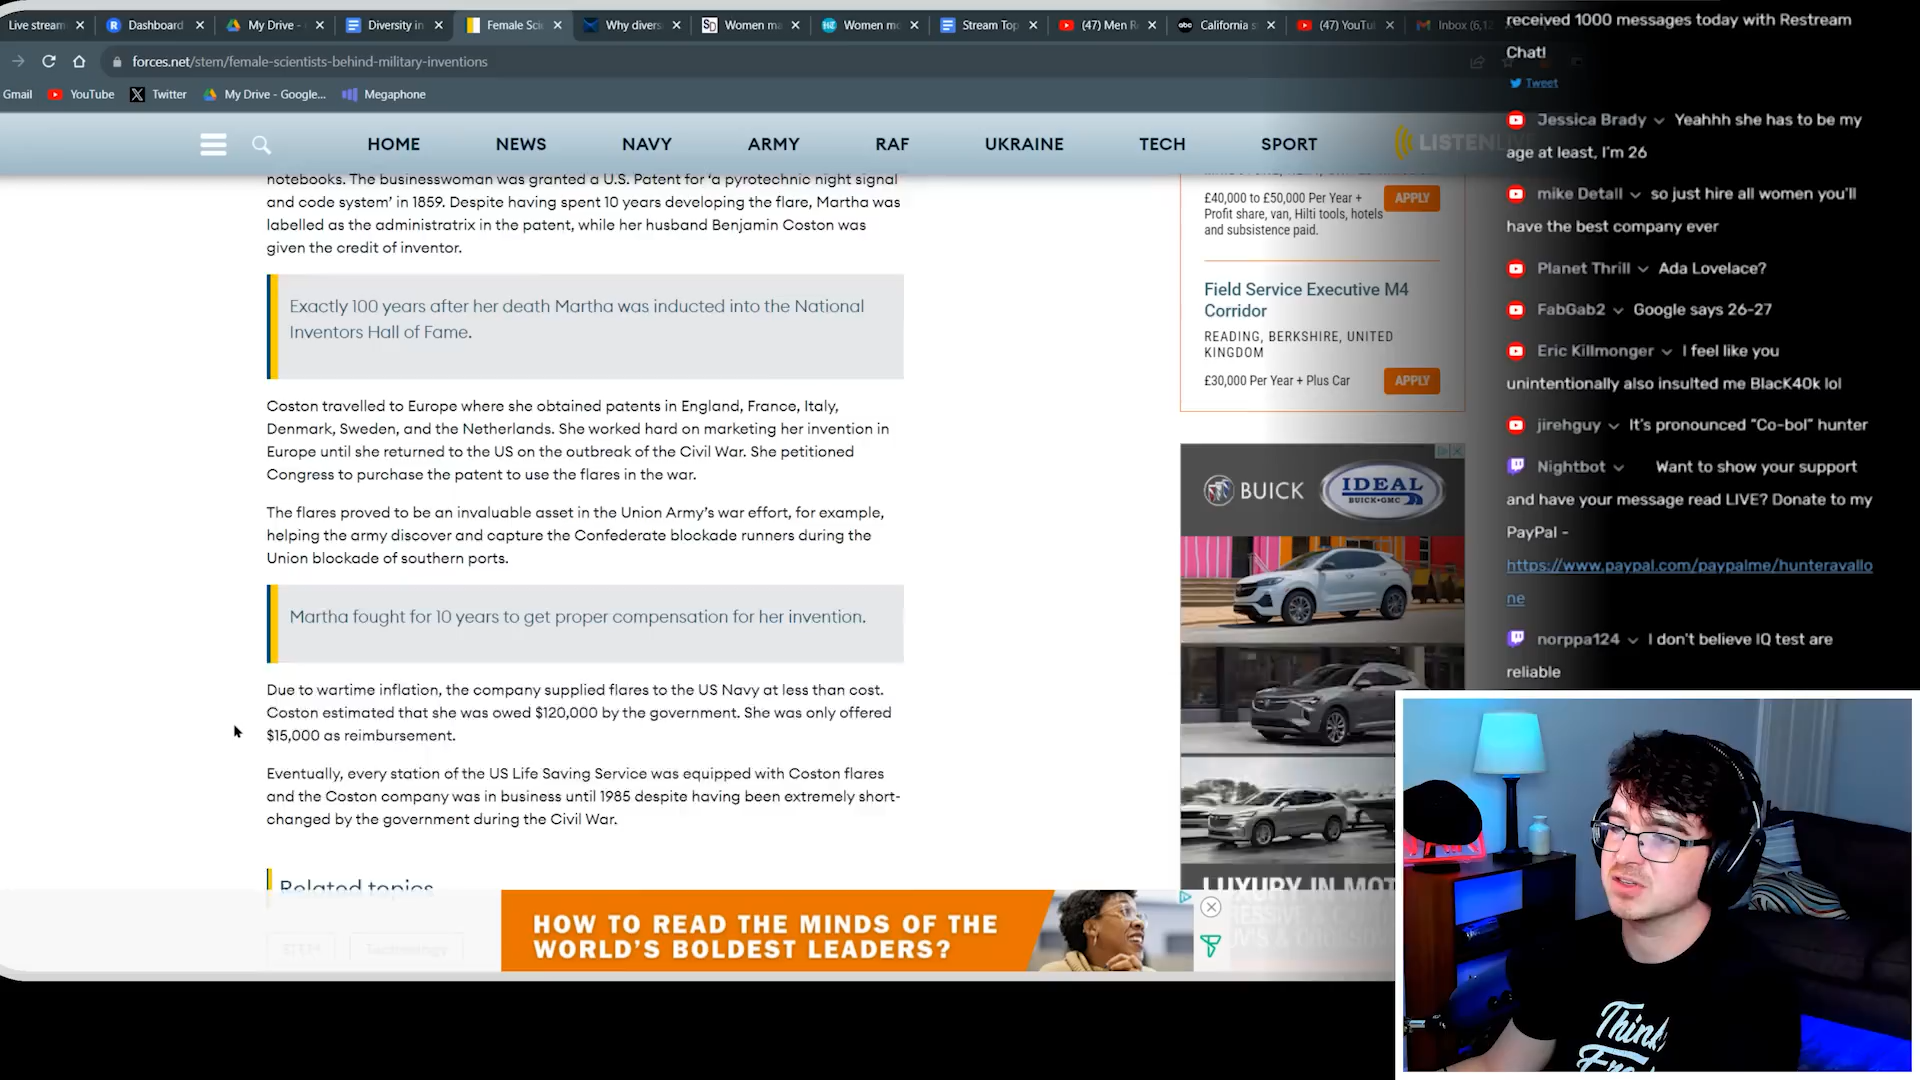 Live stream
Dashboard
My Drive -
Diversity in
Female Sci
Why divers
Women ma
Women mo
Stream Top
(47) Men R
California s
(47) YouTu
Inbox (6,1
forces.net/stem/female-scientists-behind-military-inventions
Gmail
YouTube
Twitter
My Drive - Google...
Megaphone
HOME
NEWS
NAVY
ARMY
RAF
UKRAINE
TECH
SPORT
LISTEN LIVE
notebooks. The businesswoman was granted a U.S. Patent for ‘a pyrotechnic night signal
and code system’ in 1859. Despite having spent 10 years developing the flare, Martha was
labelled as the administratrix in the patent, while her husband Benjamin Coston was
given the credit of inventor.
Exactly 100 years after her death Martha was inducted into the National
Inventors Hall of Fame.
Coston travelled to Europe where she obtained patents in England, France, Italy,
Denmark, Sweden, and the Netherlands. She worked hard on marketing her invention in
Europe until she returned to the US on the outbreak of the Civil War. She petitioned
Congress to purchase the patent to use the flares in the war.
The flares proved to be an invaluable asset in the Union Army’s war effort, for example,
helping the army discover and capture the Confederate blockade runners during the
Union blockade of southern ports.
Martha fought for 10 years to get proper compensation for her invention.
Due to wartime inflation, the company supplied flares to the US Navy at less than cost.
Coston estimated that she was owed $120,000 by the government. She was only offered
$15,000 as reimbursement.
Eventually, every station of the US Life Saving Service was equipped with Coston flares
and the Coston company was in business until 1985 despite having been extremely short-
changed by the government during the Civil War.
Related topics
STEM
Technology
£40,000 to £50,000 Per Year +
Profit share, van, Hilti tools, hotels
and subsistence paid.
APPLY
Field Service Executive M4
Corridor
READING, BERKSHIRE, UNITED
KINGDOM
£30,000 Per Year + Plus Car
APPLY
BUICK
IDEAL
BUICK•GMC
LUXURY IN MOT
HOW TO READ THE MINDS OF THE
WORLD'S BOLDEST LEADERS?
received 1000 messages today with Restream
Chat!
Tweet
Jessica Brady Yeahhh she has to be my
age at least, I'm 26
mike Detall so just hire all women you'll
have the best company ever
Planet Thrill Ada Lovelace?
FabGab2 Google says 26-27
Eric Killmonger I feel like you
unintentionally also insulted me BlacK40k lol
jirehguy It's pronounced "Co-bol" hunter
Nightbot Want to show your support
and have your message read LIVE? Donate to my
PayPal -
https://www.paypal.com/paypalme/hunteravallo
ne
norppa124 I don't believe IQ test are
reliable
Think